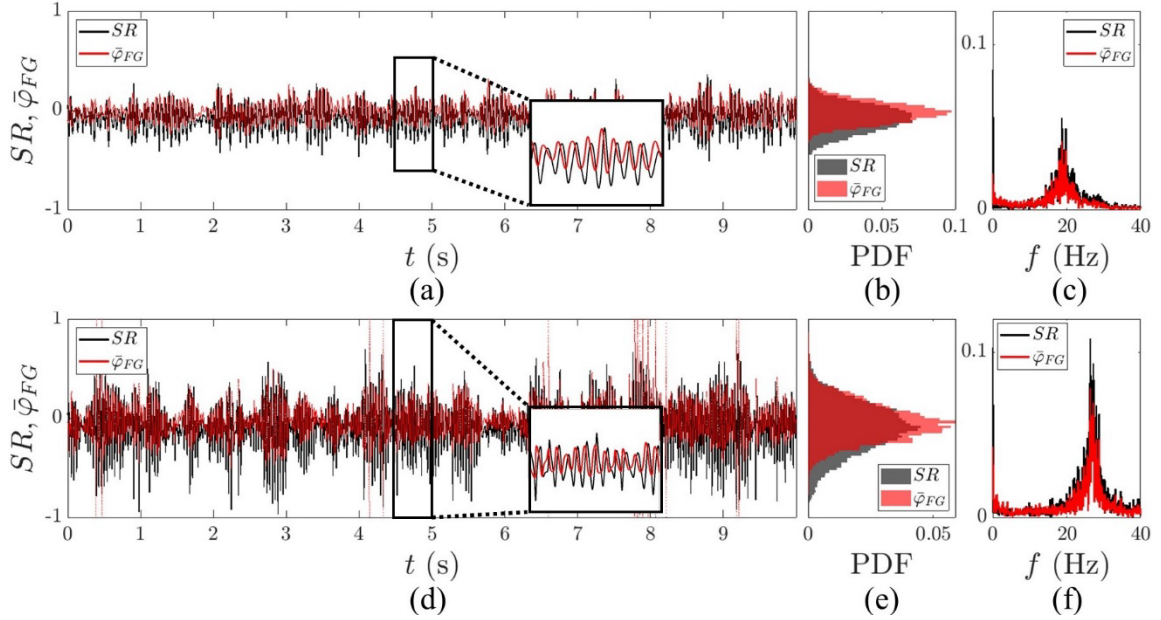 1
SR
φ̄FG
SR, φ̄FG
0
-1
0 1 2 3 4 5 6 7 8 9
t (s)
(a)
SR
φ̄FG
0 0.05 0.1
PDF
(b)
0.1
SR
φ̄FG
0
0 20 40
f (Hz)
(c)
1
SR
φ̄FG
SR, φ̄FG
0
-1
0 1 2 3 4 5 6 7 8 9
t (s)
(d)
SR
φ̄FG
0 0.05
PDF
(e)
SR
φ̄FG
0.1
0
0 20 40
f (Hz)
(f)